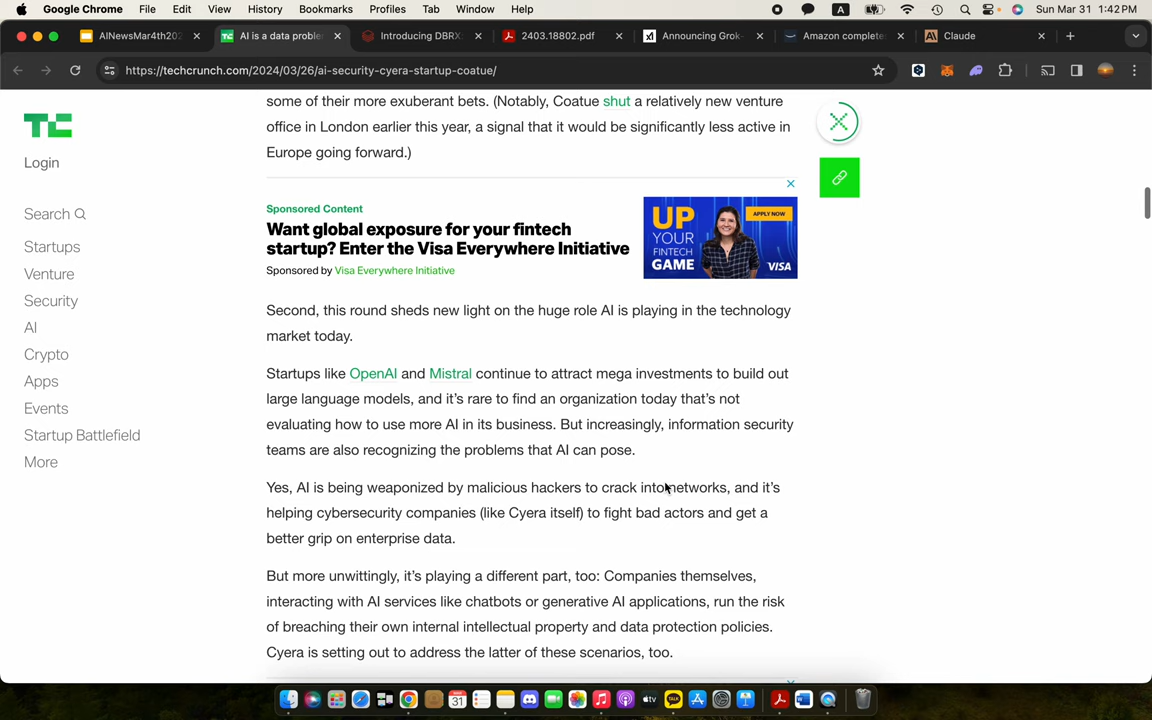 Google Chrome File Edit View History Bookmarks Profiles Tab Window Help A Sun Mar 31 1:42 PM
AINewsMar4th202 AI is a data proble Introducing DBRX: 2403.18802.pdf Announcing Grok- Amazon complete Claude
https://techcrunch.com/2024/03/26/ai-security-cyera-startup-coatue/
Login
Search
Startups
Venture
Security
AI
Crypto
Apps
Events
Startup Battlefield
More
some of their more exuberant bets. (Notably, Coatue shut a relatively new venture
office in London earlier this year, a signal that it would be significantly less active in
Europe going forward.)
Sponsored Content
Want global exposure for your fintech
startup? Enter the Visa Everywhere Initiative
Sponsored by Visa Everywhere Initiative
UP
YOUR
FINTECH
GAME
APPLY NOW
VISA
Second, this round sheds new light on the huge role AI is playing in the technology
market today.
Startups like OpenAI and Mistral continue to attract mega investments to build out
large language models, and it's rare to find an organization today that's not
evaluating how to use more AI in its business. But increasingly, information security
teams are also recognizing the problems that AI can pose.
Yes, AI is being weaponized by malicious hackers to crack into networks, and it's
helping cybersecurity companies (like Cyera itself) to fight bad actors and get a
better grip on enterprise data.
But more unwittingly, it's playing a different part, too: Companies themselves,
interacting with AI services like chatbots or generative AI applications, run the risk
of breaching their own internal intellectual property and data protection policies.
Cyera is setting out to address the latter of these scenarios, too.